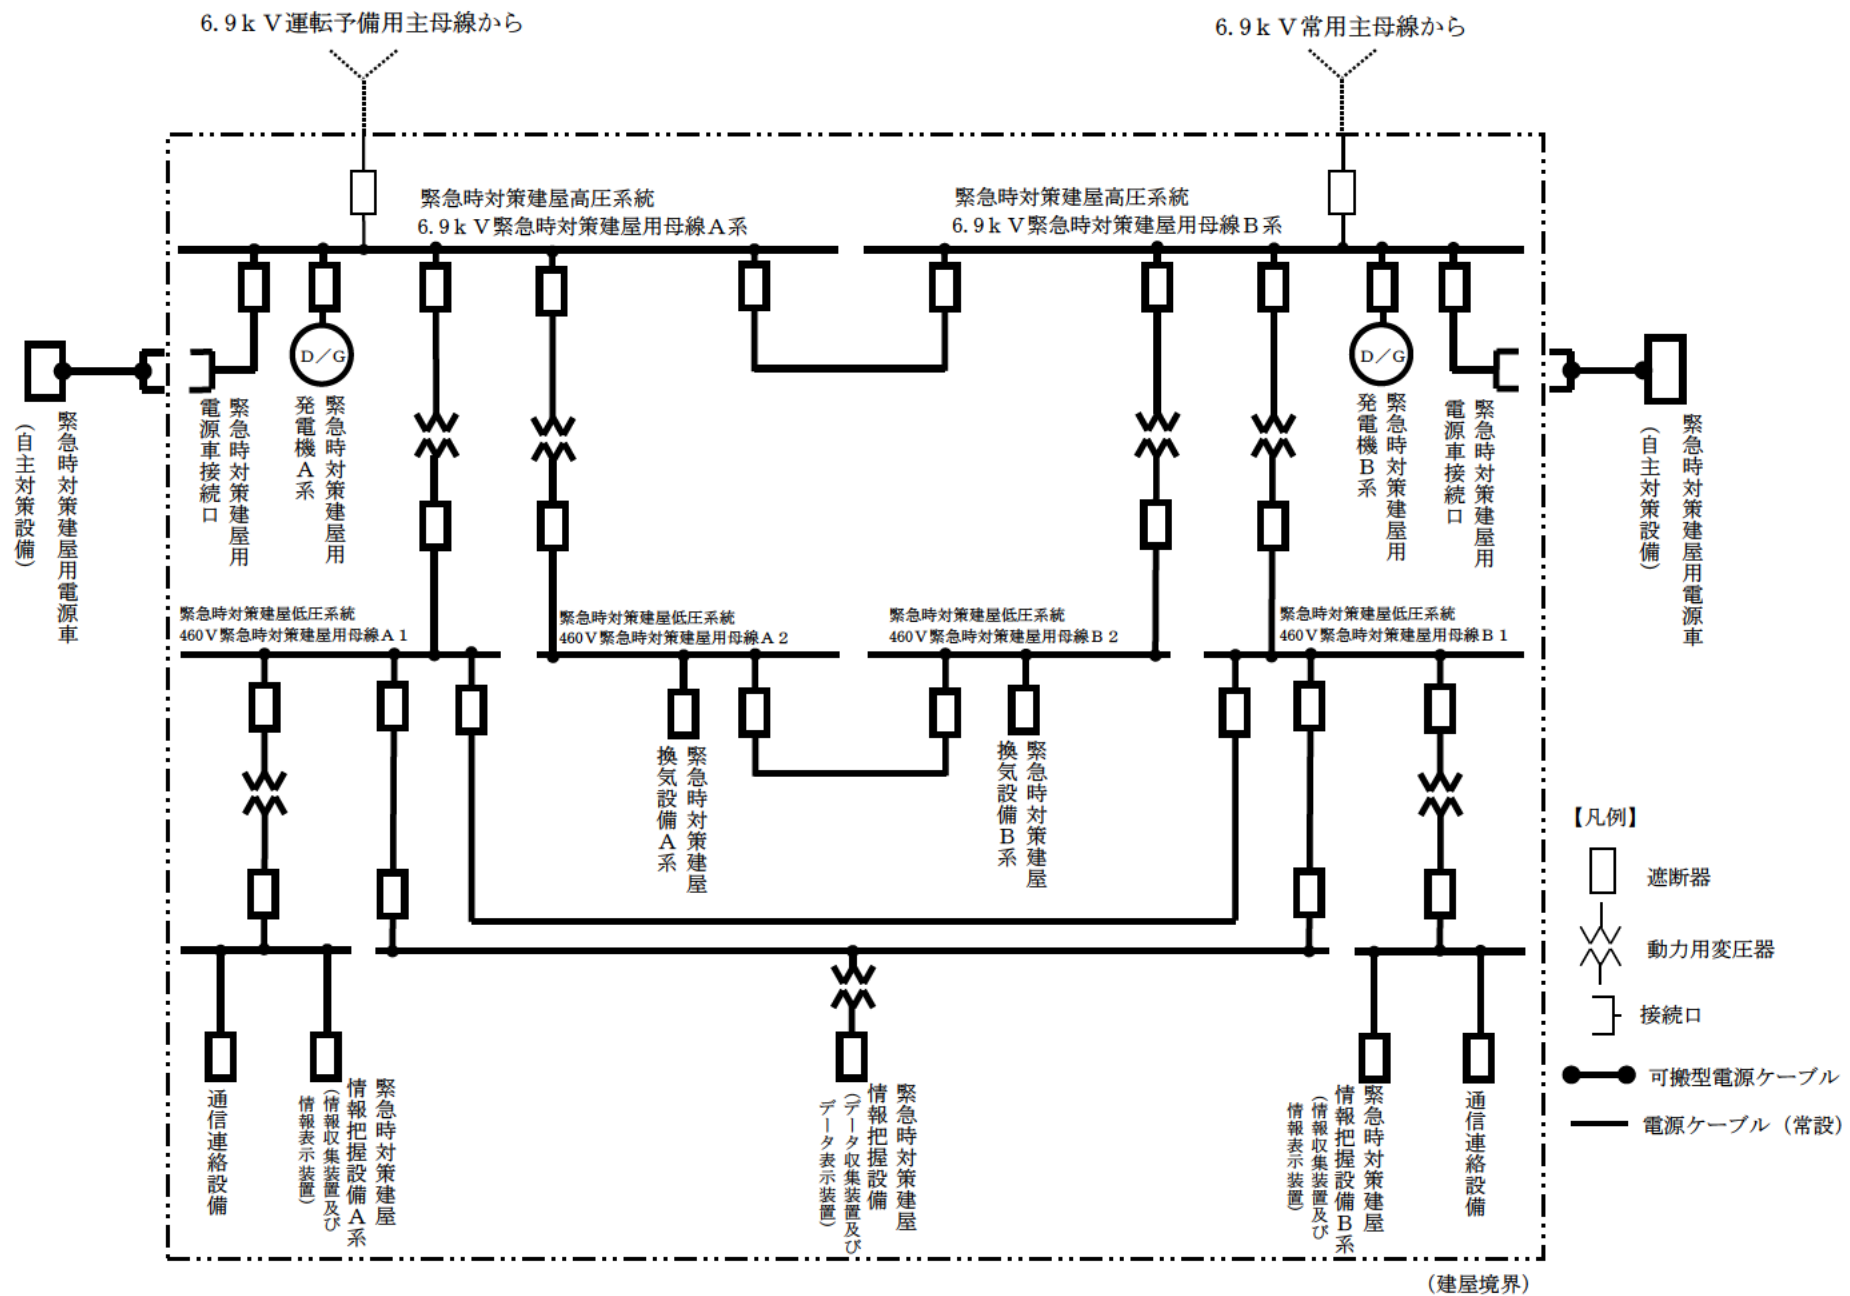 6.9kV運転予備用主母線から
6.9kV常用主母線から
緊急時対策建屋高圧系統
6.9kV緊急時対策建屋用母線A系
緊急時対策建屋高圧系統
6.9kV緊急時対策建屋用母線B系
D/G
D/G
緊急時対策建屋用電源車
(自主対策設備)
緊急時対策建屋用
電源車接続口
緊急時対策建屋用
発電機A系
緊急時対策建屋用
発電機B系
緊急時対策建屋用
電源車接続口
緊急時対策建屋用電源車
(自主対策設備)
緊急時対策建屋低圧系統
460V緊急時対策建屋用母線A1
緊急時対策建屋低圧系統
460V緊急時対策建屋用母線A2
緊急時対策建屋低圧系統
460V緊急時対策建屋用母線B2
緊急時対策建屋低圧系統
460V緊急時対策建屋用母線B1
緊急時対策建屋
換気設備A系
緊急時対策建屋
換気設備B系
通信連絡設備
緊急時対策建屋
情報把握設備A系
(情報収集装置及び
情報表示装置)
緊急時対策建屋
情報把握設備
(データ収集装置及び
データ表示装置)
緊急時対策建屋
情報把握設備B系
(情報収集装置及び
情報表示装置)
通信連絡設備
【凡例】
遮断器
動力用変圧器
接続口
可搬型電源ケーブル
電源ケーブル(常設)
(建屋境界)